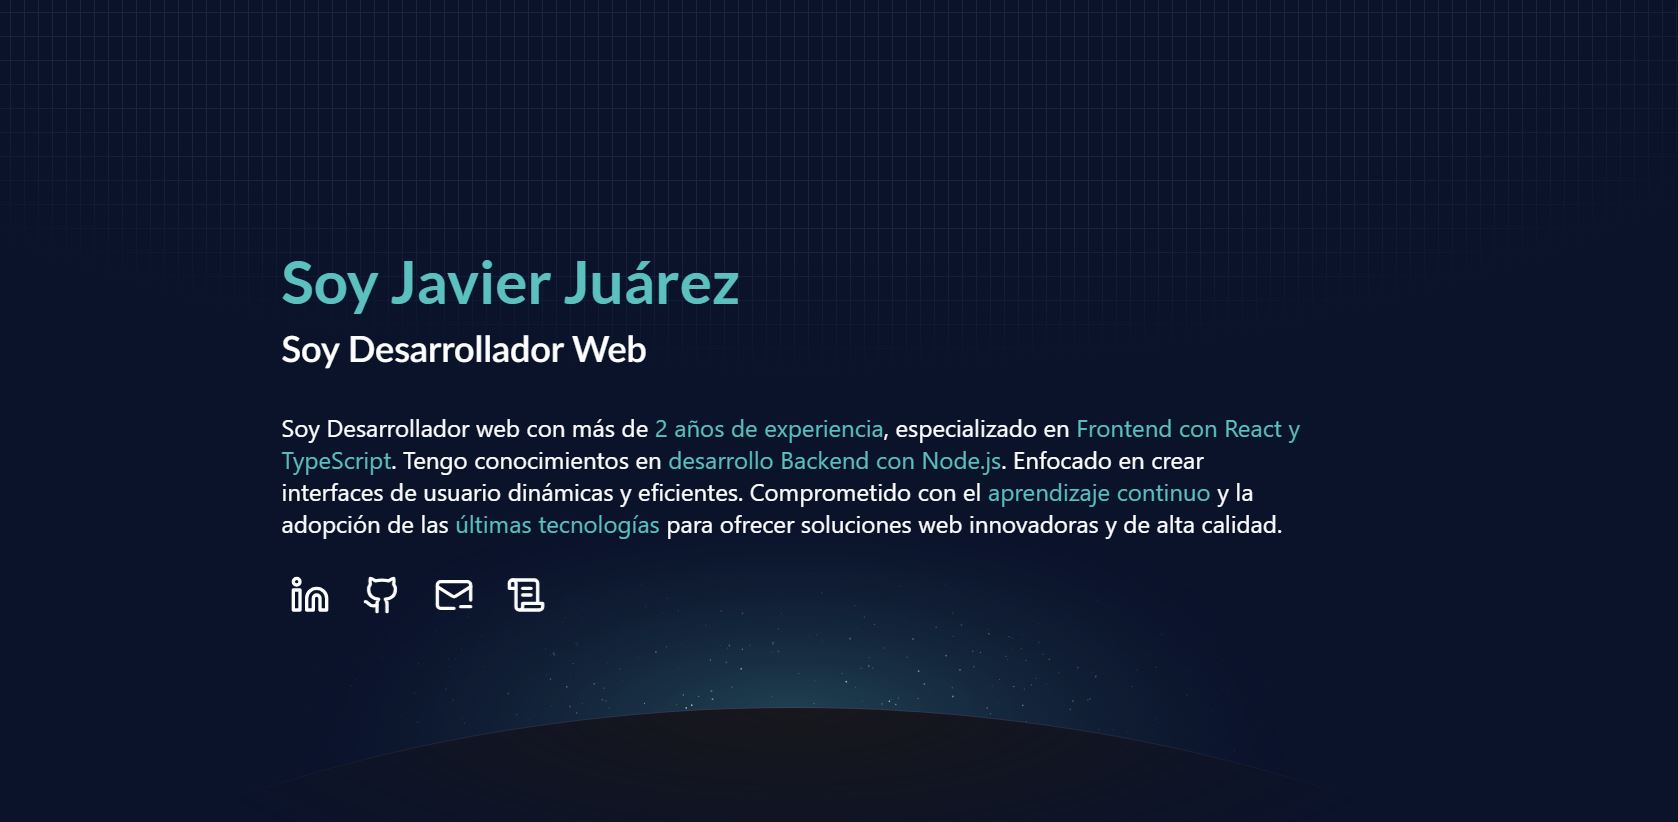 Soy Javier Juárez
Soy Desarrollador Web
Soy Desarrollador web con más de 2 años de experiencia, especializado en Frontend con React y
TypeScript. Tengo conocimientos en desarrollo Backend con Node.js. Enfocado en crear
interfaces de usuario dinámicas y eficientes. Comprometido con el aprendizaje continuo y la
adopción de las últimas tecnologías para ofrecer soluciones web innovadoras y de alta calidad.